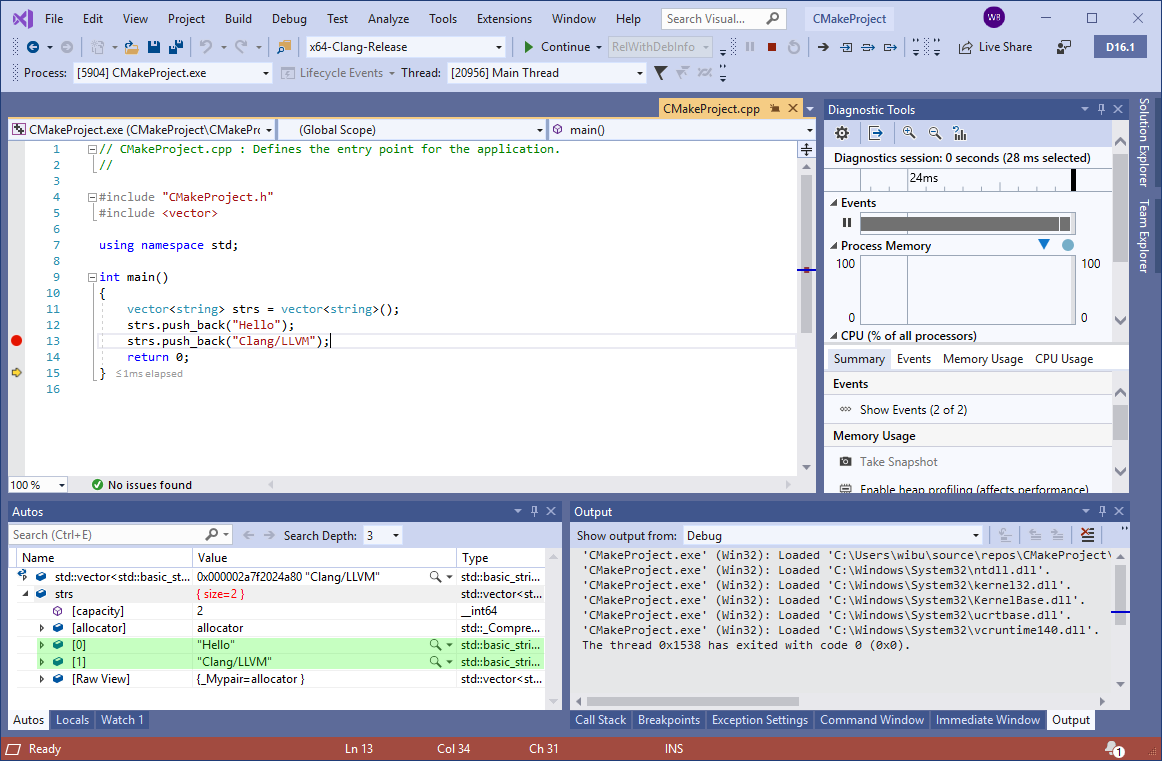 File Edit View Project Build Debug Test Analyze Tools Extensions Window Help Search Visual... CMakeProject WB
x64-Clang-Release Continue RelWithDebInfo Live Share D16.1
Process: [5904] CMakeProject.exe Lifecycle Events Thread: [20956] Main Thread
CMakeProject.cpp
CMakeProject.exe (CMakeProject\CMakePr (Global Scope) main()
1 // CMakeProject.cpp : Defines the entry point for the application.
2 //
3
4 #include "CMakeProject.h"
5 #include <vector>
6
7 using namespace std;
8
9 int main()
10 {
11 vector<string> strs = vector<string>();
12 strs.push_back("Hello");
13 strs.push_back("Clang/LLVM");
14 return 0;
15 } ≤1ms elapsed
16
100 % No issues found
Diagnostic Tools
Diagnostics session: 0 seconds (28 ms selected)
24ms
Events
Process Memory
100 100
0 0
CPU (% of all processors)
Summary Events Memory Usage CPU Usage
Events
Show Events (2 of 2)
Memory Usage
Take Snapshot
Enable heap profiling (affects performance)
Solution Explorer
Team Explorer
Autos
Search (Ctrl+E) Search Depth: 3
Name Value Type
std::vector<std::basic_st... 0x000002a7f2024a80 "Clang/LLVM" std::basic_stri...
strs { size=2 } std::vector<st...
[capacity] 2 __int64
[allocator] allocator std::_Compre...
[0] "Hello" std::basic_stri...
[1] "Clang/LLVM" std::basic_stri...
[Raw View] {_Mypair=allocator } std::vector<st...
Autos Locals Watch 1
Output
Show output from: Debug
'CMakeProject.exe' (Win32): Loaded 'C:\Users\wibu\source\repos\CMakeProject\
'CMakeProject.exe' (Win32): Loaded 'C:\Windows\System32\ntdll.dll'.
'CMakeProject.exe' (Win32): Loaded 'C:\Windows\System32\kernel32.dll'.
'CMakeProject.exe' (Win32): Loaded 'C:\Windows\System32\KernelBase.dll'.
'CMakeProject.exe' (Win32): Loaded 'C:\Windows\System32\ucrtbase.dll'.
'CMakeProject.exe' (Win32): Loaded 'C:\Windows\System32\vcruntime140.dll'.
The thread 0x1538 has exited with code 0 (0x0).
Call Stack Breakpoints Exception Settings Command Window Immediate Window Output
Ready Ln 13 Col 34 Ch 31 INS 1